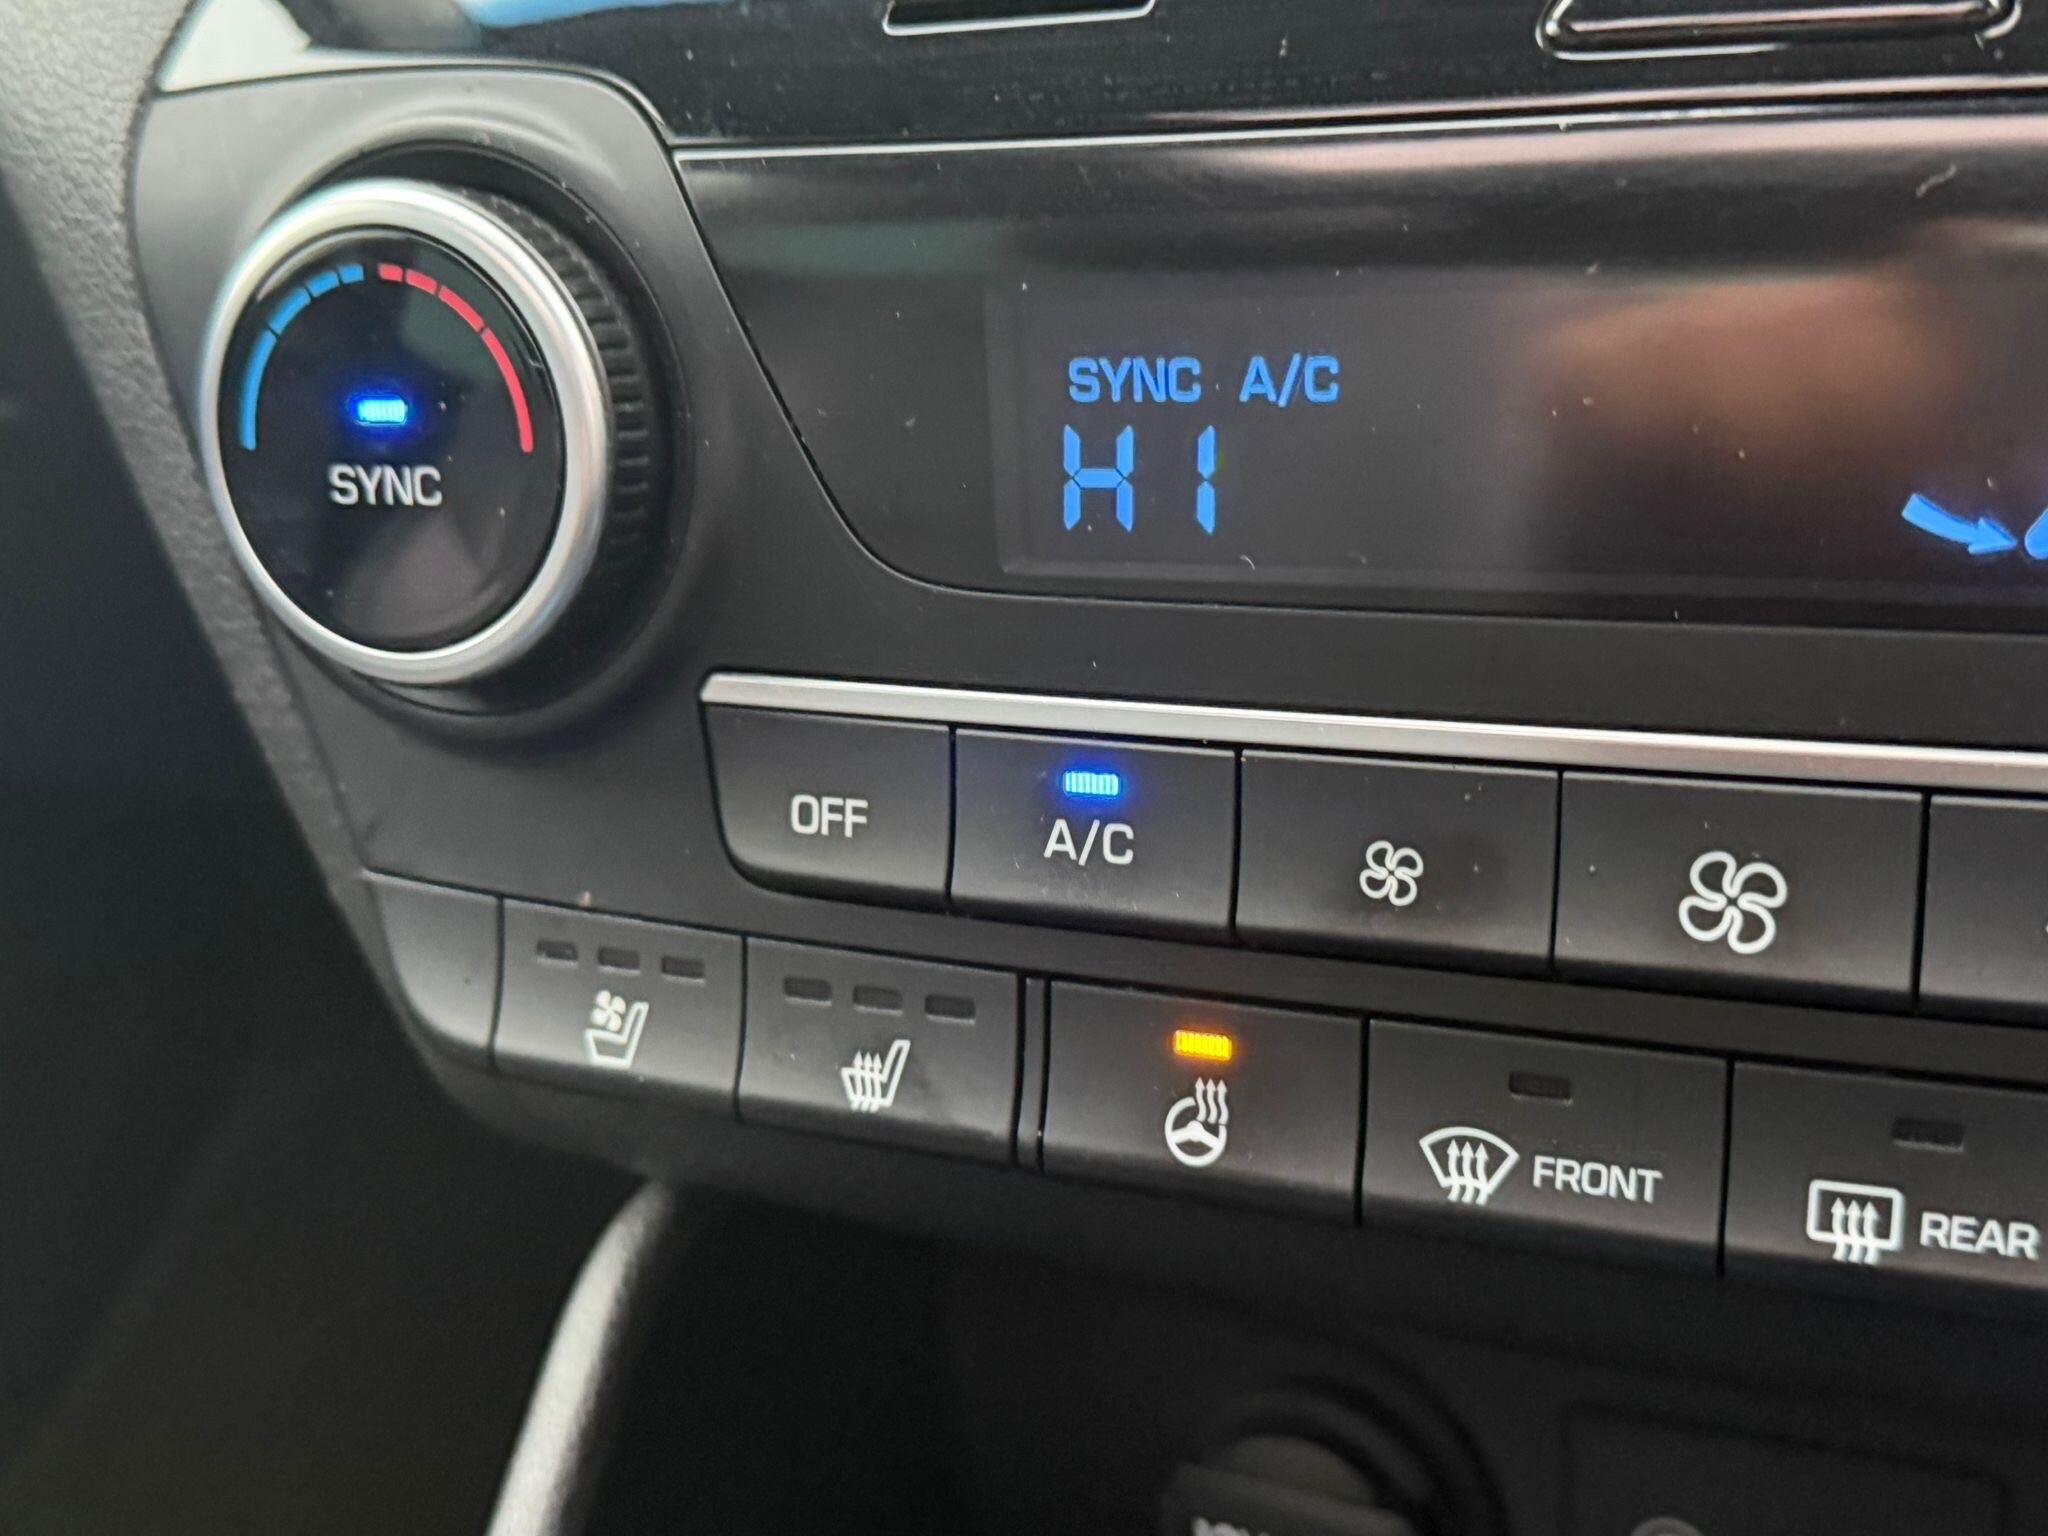 SYNC A/C
HI
SYNC
OFF
A/C
FRONT
REAR